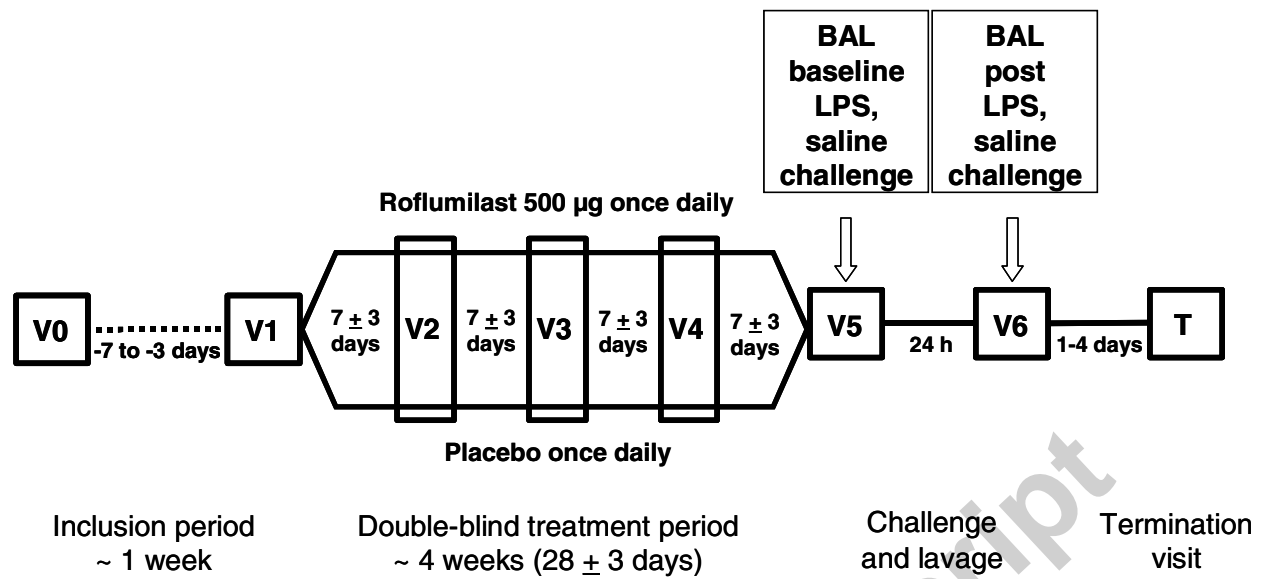 BAL
baseline
LPS,
saline
challenge
BAL
post
LPS,
saline
challenge
Roflumilast 500 µg once daily
V0
-7 to -3 days
V1
7 ± 3
days
V2
7 ± 3
days
V3
7 ± 3
days
V4
7 ± 3
days
V5
24 h
V6
1-4 days
T
Placebo once daily
Inclusion period
~ 1 week
Double-blind treatment period
~ 4 weeks (28 ± 3 days)
Challenge
and lavage
Termination
visit